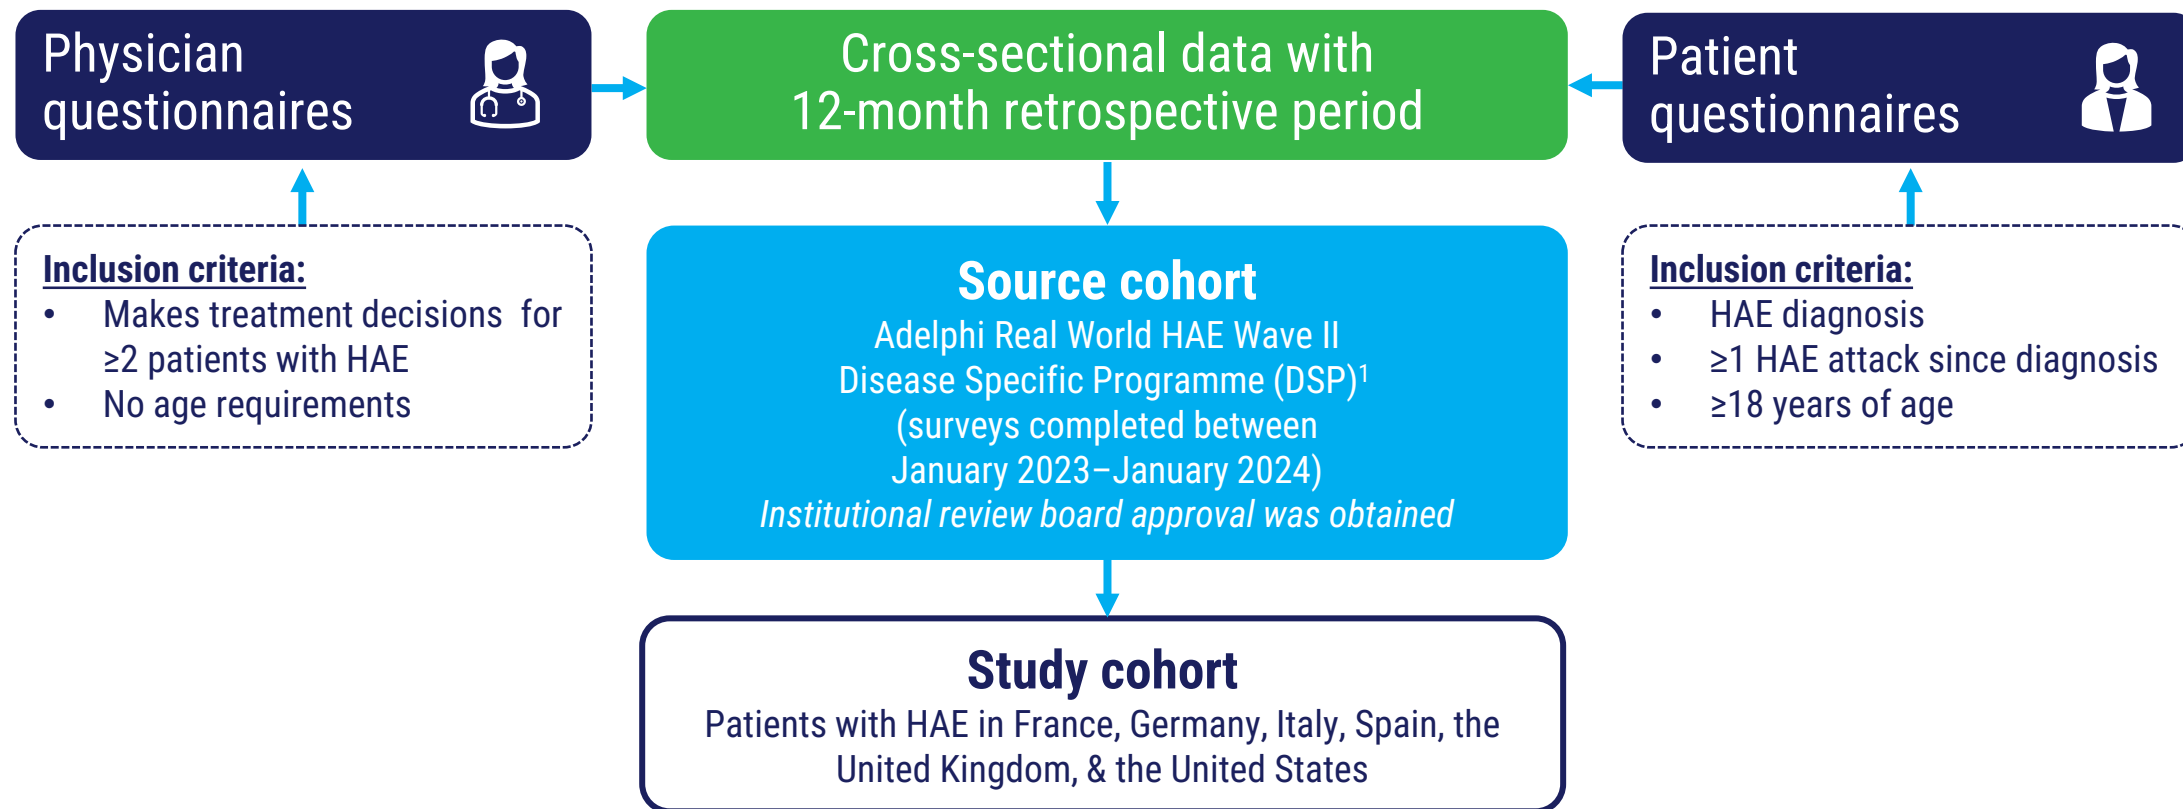 Physician
questionnaires
Cross-sectional data with
12-month retrospective period
Patient
questionnaires
Inclusion criteria:
• Makes treatment decisions for
≥2 patients with HAE
• No age requirements
Source cohort
Adelphi Real World HAE Wave II
Disease Specific Programme (DSP)¹
(surveys completed between
January 2023–January 2024)
Institutional review board approval was obtained
Inclusion criteria:
• HAE diagnosis
• ≥1 HAE attack since diagnosis
• ≥18 years of age
Study cohort
Patients with HAE in France, Germany, Italy, Spain, the
United Kingdom, & the United States